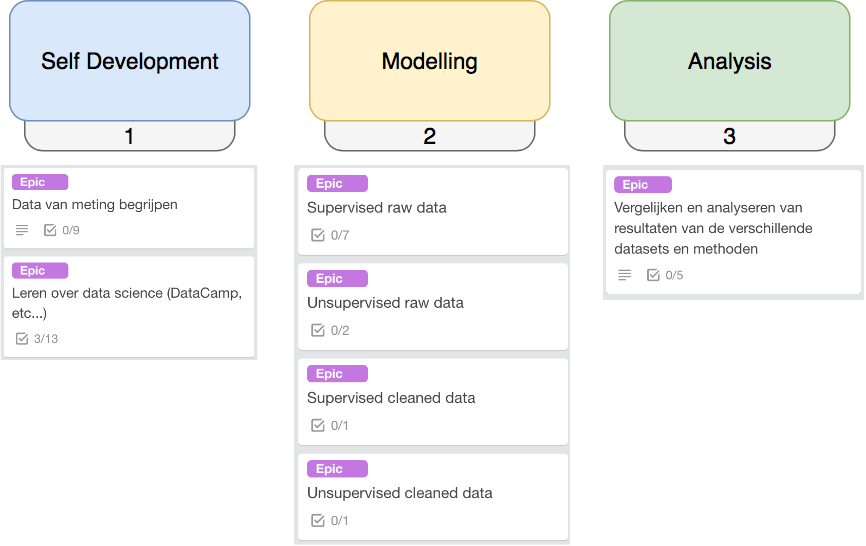 Self Development
1
Epic
Data van meting begrijpen
0/9
Epic
Leren over data science (DataCamp,
etc...)
3/13
Modelling
2
Epic
Supervised raw data
0/7
Epic
Unsupervised raw data
0/2
Epic
Supervised cleaned data
0/1
Epic
Unsupervised cleaned data
0/1
Analysis
3
Epic
Vergelijken en analyseren van
resultaten van de verschillende
datasets en methoden
0/5